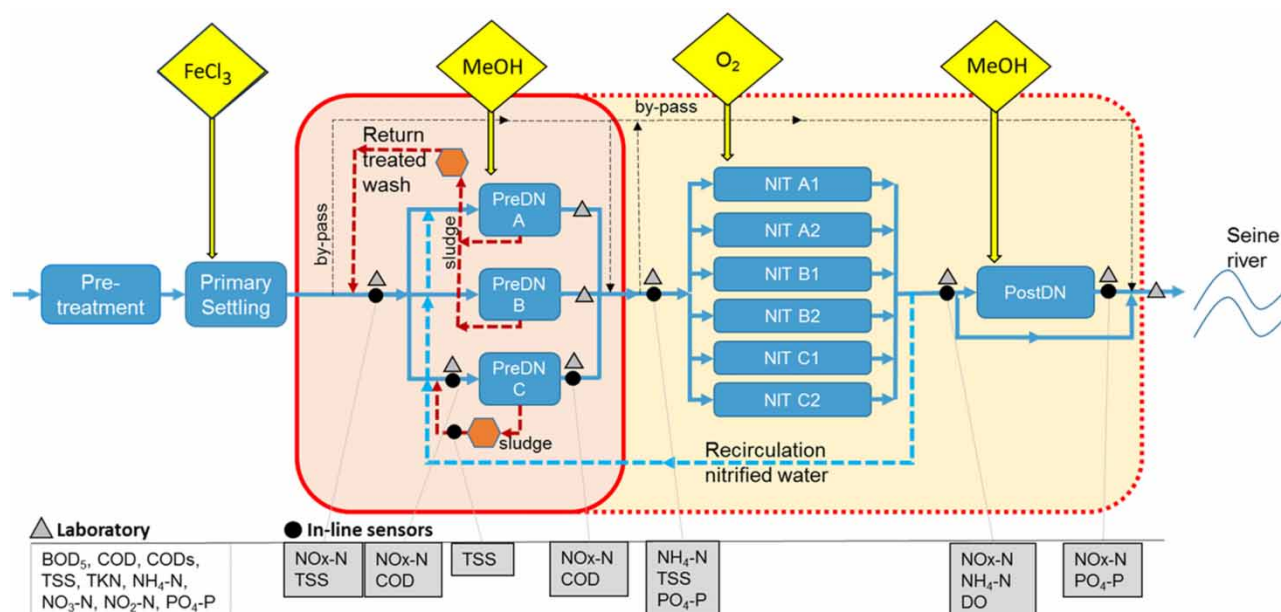 FeCl₃
MeOH
O₂
MeOH
by-pass
Return
treated
wash
by-pass
sludge
PreDN
A
PreDN
B
PreDN
C
sludge
NIT A1
NIT A2
NIT B1
NIT B2
NIT C1
NIT C2
Pre-
treatment
Primary
Settling
PostDN
Seine
river
Recirculation
nitrified water
Laboratory
In-line sensors
BOD₅, COD, CODs,
TSS, TKN, NH₄-N,
NO₃-N, NO₂-N, PO₄-P
NOx-N
TSS
NOx-N
COD
TSS
NOx-N
COD
NH₄-N
TSS
PO₄-P
NOx-N
NH₄-N
DO
NOx-N
PO₄-P